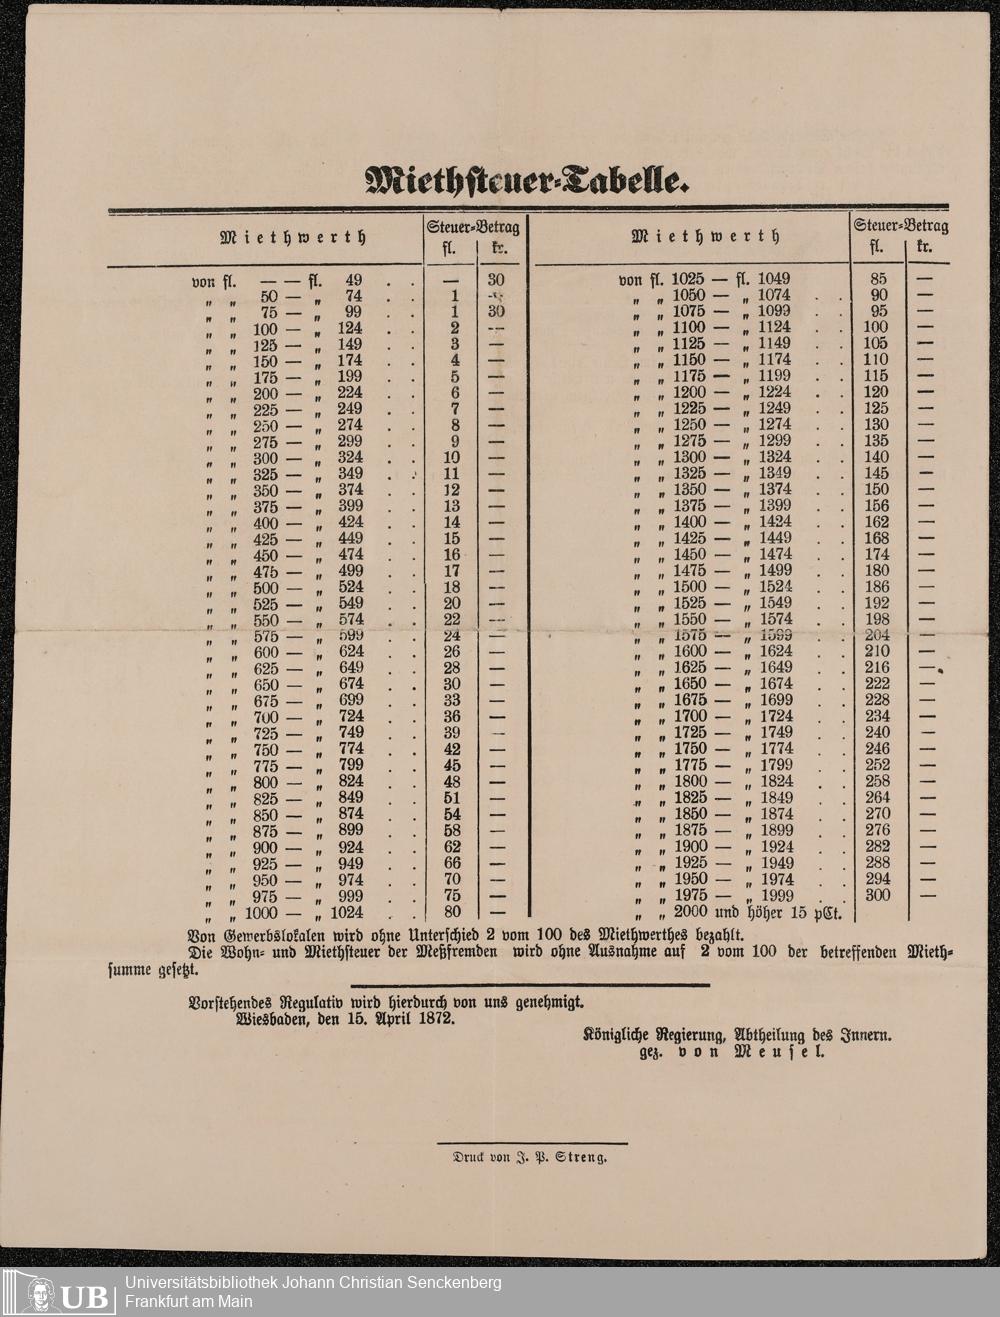 Miethsteuer-Tabelle.
Miethwerth
Steuer-Betrag
fl. kr.
von fl. — — fl. 49 . . — 30
„ „ 50 — „ 74 . . 1 —
„ „ 75 — „ 99 . . 1 30
„ „ 100 — „ 124 . . 2 —
„ „ 125 — „ 149 . . 3 —
„ „ 150 — „ 174 . . 4 —
„ „ 175 — „ 199 . . 5 —
„ „ 200 — „ 224 . . 6 —
„ „ 225 — „ 249 . . 7 —
„ „ 250 — „ 274 . . 8 —
„ „ 275 — „ 299 . . 9 —
„ „ 300 — „ 324 . . 10 —
„ „ 325 — „ 349 . . 11 —
„ „ 350 — „ 374 . . 12 —
„ „ 375 — „ 399 . . 13 —
„ „ 400 — „ 424 . . 14 —
„ „ 425 — „ 449 . . 15 —
„ „ 450 — „ 474 . . 16 —
„ „ 475 — „ 499 . . 17 —
„ „ 500 — „ 524 . . 18 —
„ „ 525 — „ 549 . . 20 —
„ „ 550 — „ 574 . . 22 —
„ „ 575 — „ 599 . . 24 —
„ „ 600 — „ 624 . . 26 —
„ „ 625 — „ 649 . . 28 —
„ „ 650 — „ 674 . . 30 —
„ „ 675 — „ 699 . . 33 —
„ „ 700 — „ 724 . . 36 —
„ „ 725 — „ 749 . . 39 —
„ „ 750 — „ 774 . . 42 —
„ „ 775 — „ 799 . . 45 —
„ „ 800 — „ 824 . . 48 —
„ „ 825 — „ 849 . . 51 —
„ „ 850 — „ 874 . . 54 —
„ „ 875 — „ 899 . . 58 —
„ „ 900 — „ 924 . . 62 —
„ „ 925 — „ 949 . . 66 —
„ „ 950 — „ 974 . . 70 —
„ „ 975 — „ 999 . . 75 —
„ „ 1000 — „ 1024 . . 80 —
Miethwerth
Steuer-Betrag
fl. kr.
von fl. 1025 — fl. 1049 85 —
„ „ 1050 — „ 1074 . . 90 —
„ „ 1075 — „ 1099 . . 95 —
„ „ 1100 — „ 1124 . . 100 —
„ „ 1125 — „ 1149 . . 105 —
„ „ 1150 — „ 1174 . . 110 —
„ „ 1175 — „ 1199 . . 115 —
„ „ 1200 — „ 1224 . . 120 —
„ „ 1225 — „ 1249 . . 125 —
„ „ 1250 — „ 1274 . . 130 —
„ „ 1275 — „ 1299 . . 135 —
„ „ 1300 — „ 1324 . . 140 —
„ „ 1325 — „ 1349 . . 145 —
„ „ 1350 — „ 1374 . . 150 —
„ „ 1375 — „ 1399 . . 156 —
„ „ 1400 — „ 1424 . . 162 —
„ „ 1425 — „ 1449 . . 168 —
„ „ 1450 — „ 1474 . . 174 —
„ „ 1475 — „ 1499 . . 180 —
„ „ 1500 — „ 1524 . . 186 —
„ „ 1525 — „ 1549 . . 192 —
„ „ 1550 — „ 1574 . . 198 —
„ „ 1575 — „ 1599 . . 204 —
„ „ 1600 — „ 1624 . . 210 —
„ „ 1625 — „ 1649 . . 216 —
„ „ 1650 — „ 1674 . . 222 —
„ „ 1675 — „ 1699 . . 228 —
„ „ 1700 — „ 1724 . . 234 —
„ „ 1725 — „ 1749 . . 240 —
„ „ 1750 — „ 1774 . . 246 —
„ „ 1775 — „ 1799 . . 252 —
„ „ 1800 — „ 1824 . . 258 —
„ „ 1825 — „ 1849 . . 264 —
„ „ 1850 — „ 1874 . . 270 —
„ „ 1875 — „ 1899 . . 276 —
„ „ 1900 — „ 1924 . . 282 —
„ „ 1925 — „ 1949 . . 288 —
„ „ 1950 — „ 1974 . . 294 —
„ „ 1975 — „ 1999 . . 300 —
„ „ 2000 und höher 15 pCt.
Von Gewerbslokalen wird ohne Unterschied 2 vom 100 des Miethwerthes bezahlt.
Die Wohn- und Miethsteuer der Meßfremden wird ohne Ausnahme auf 2 vom 100 der betreffenden Mieth-
summe gesetzt.
Vorstehendes Regulativ wird hierdurch von uns genehmigt.
Wiesbaden, den 15. April 1872.
Königliche Regierung, Abtheilung des Innern.
gez. von Meusel.
Druck von J. P. Streng.
UB
Universitätsbibliothek Johann Christian Senckenberg
Frankfurt am Main